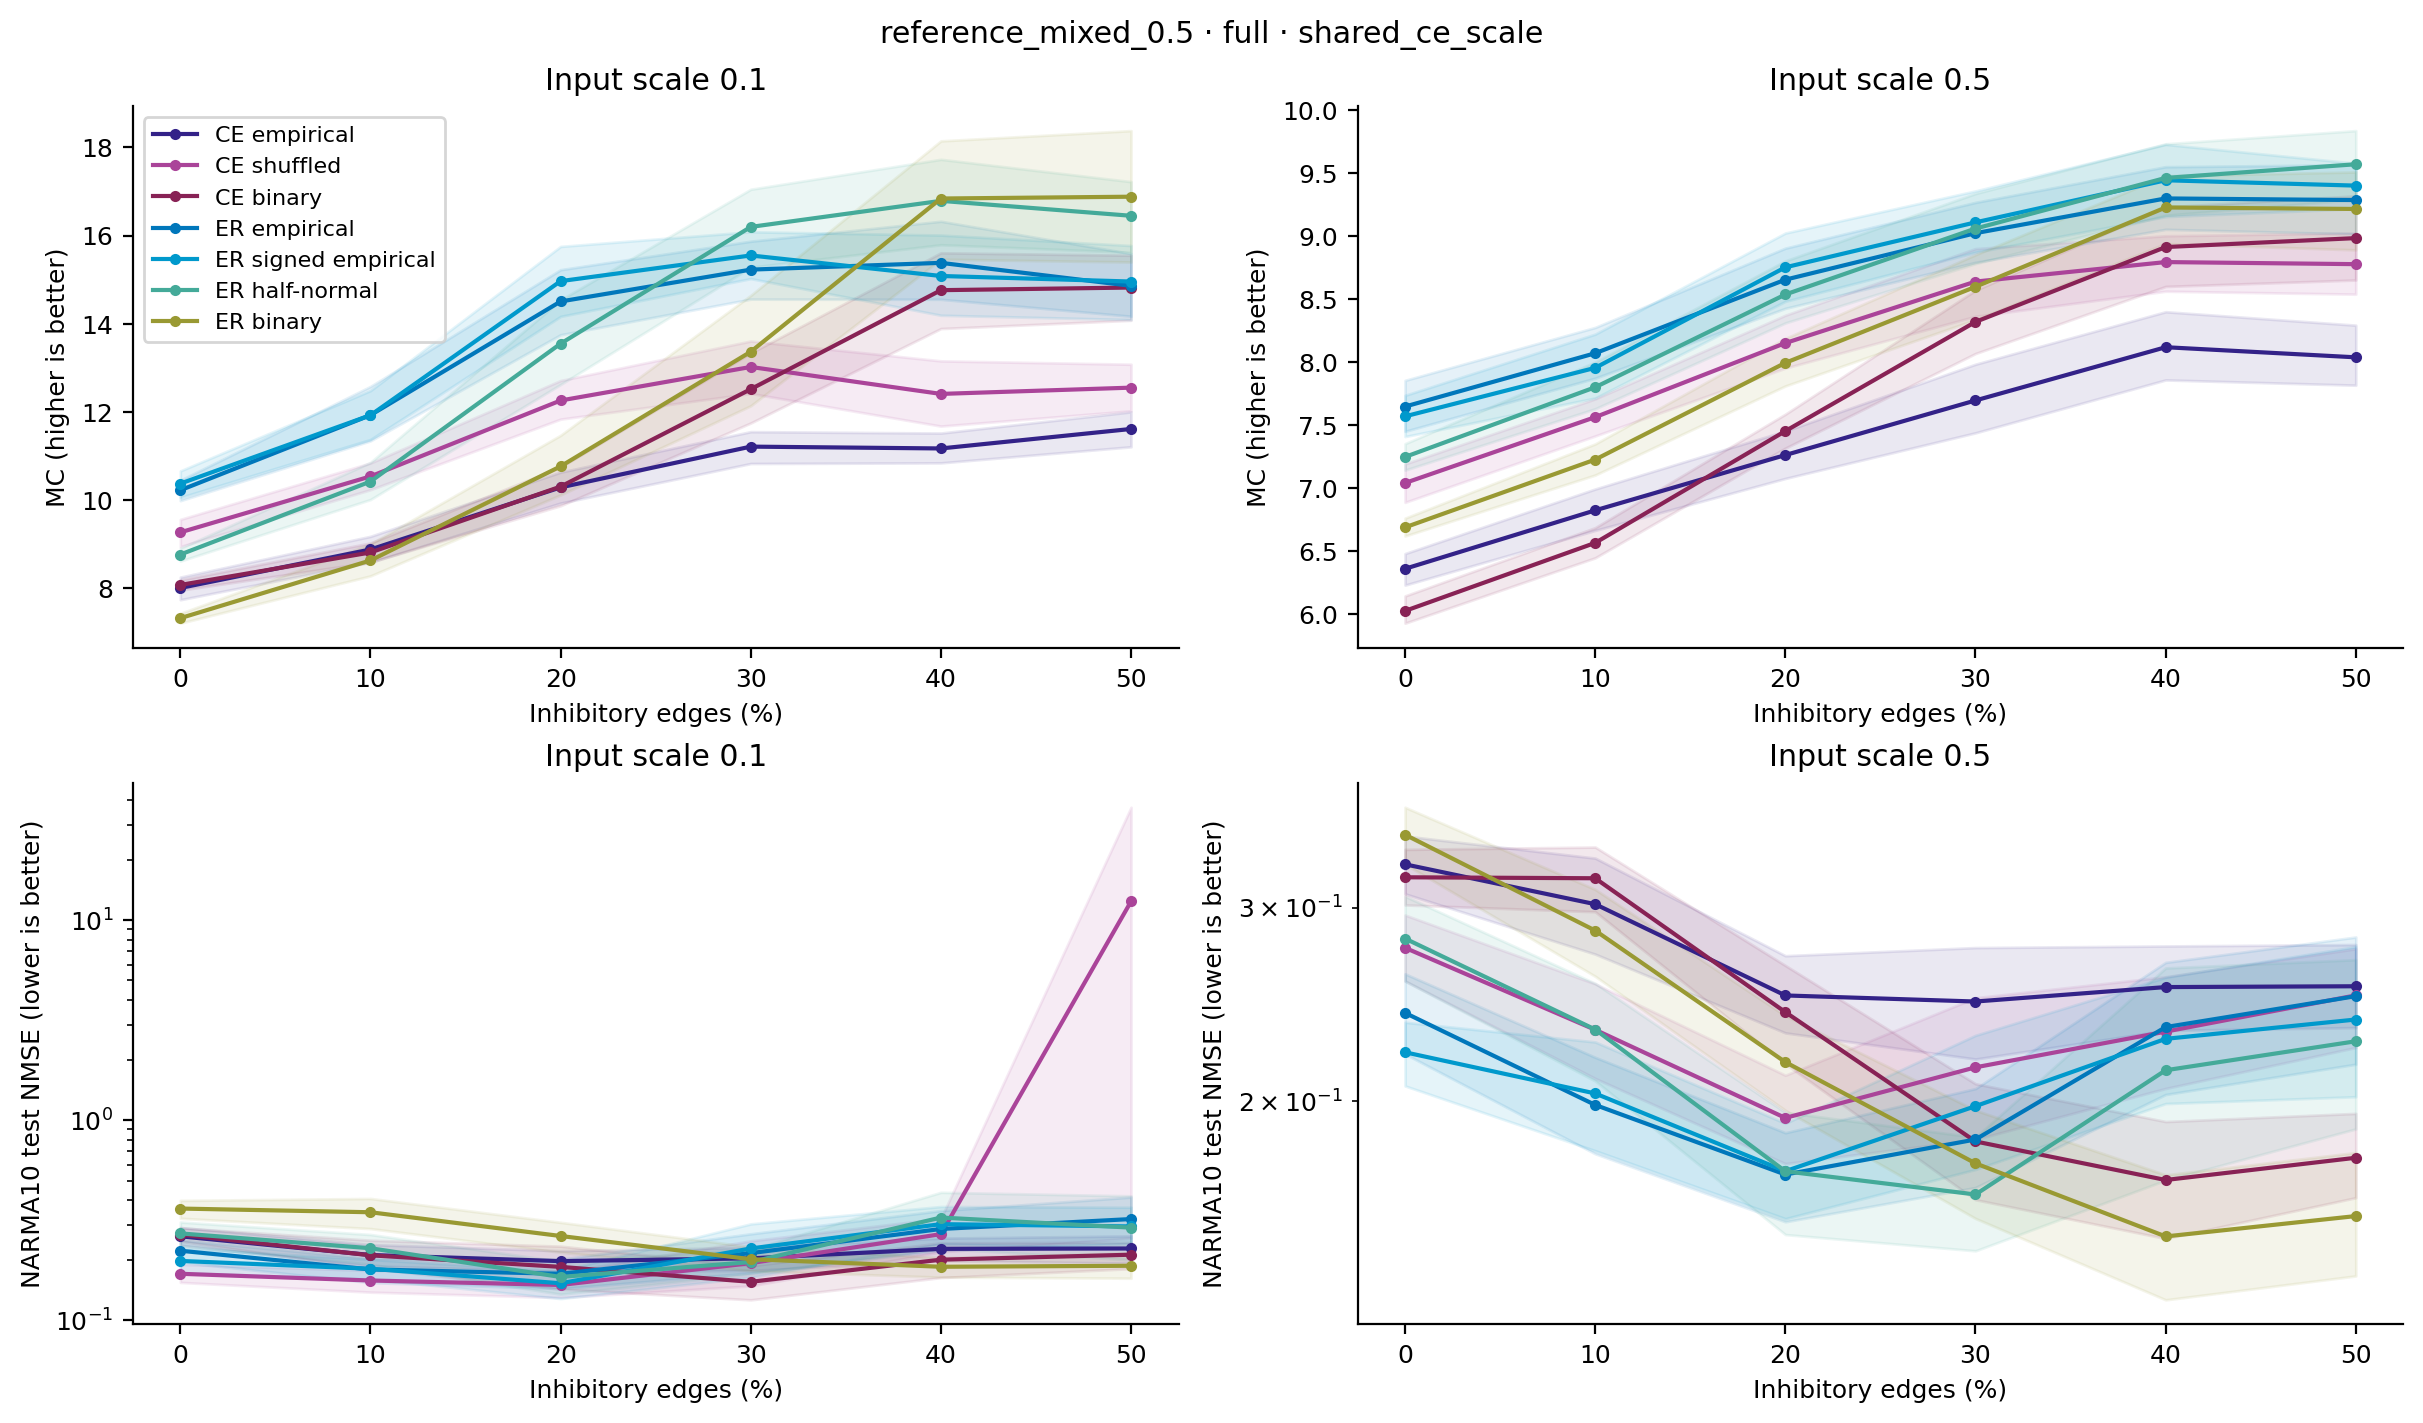 reference_mixed_0.5 · full · shared_ce_scale
Input scale 0.1
MC (higher is better)
18
16
14
12
10
8
CE empirical
CE shuffled
CE binary
ER empirical
ER signed empirical
ER half-normal
ER binary
0 10 20 30 40 50
Inhibitory edges (%)
Input scale 0.5
MC (higher is better)
10.0
9.5
9.0
8.5
8.0
7.5
7.0
6.5
6.0
0 10 20 30 40 50
Inhibitory edges (%)
Input scale 0.1
NARMA10 test NMSE (lower is better)
10¹
10⁰
10⁻¹
0 10 20 30 40 50
Inhibitory edges (%)
Input scale 0.5
NARMA10 test NMSE (lower is better)
3 × 10⁻¹
2 × 10⁻¹
0 10 20 30 40 50
Inhibitory edges (%)